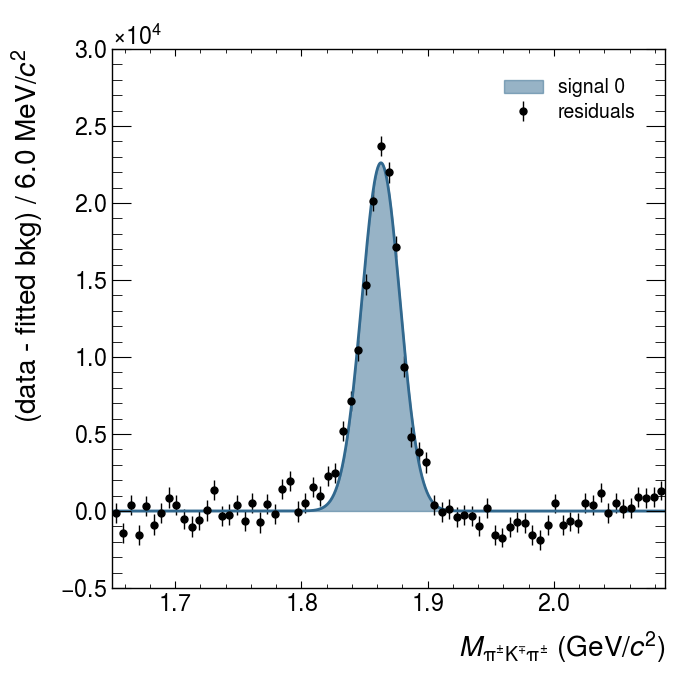 ×10⁴
3.0
2.5
2.0
1.5
1.0
0.5
0.0
−0.5
(data - fitted bkg) / 6.0 MeV/c²
signal 0
residuals
1.7 1.8 1.9 2.0
M_π±K∓π± (GeV/c²)